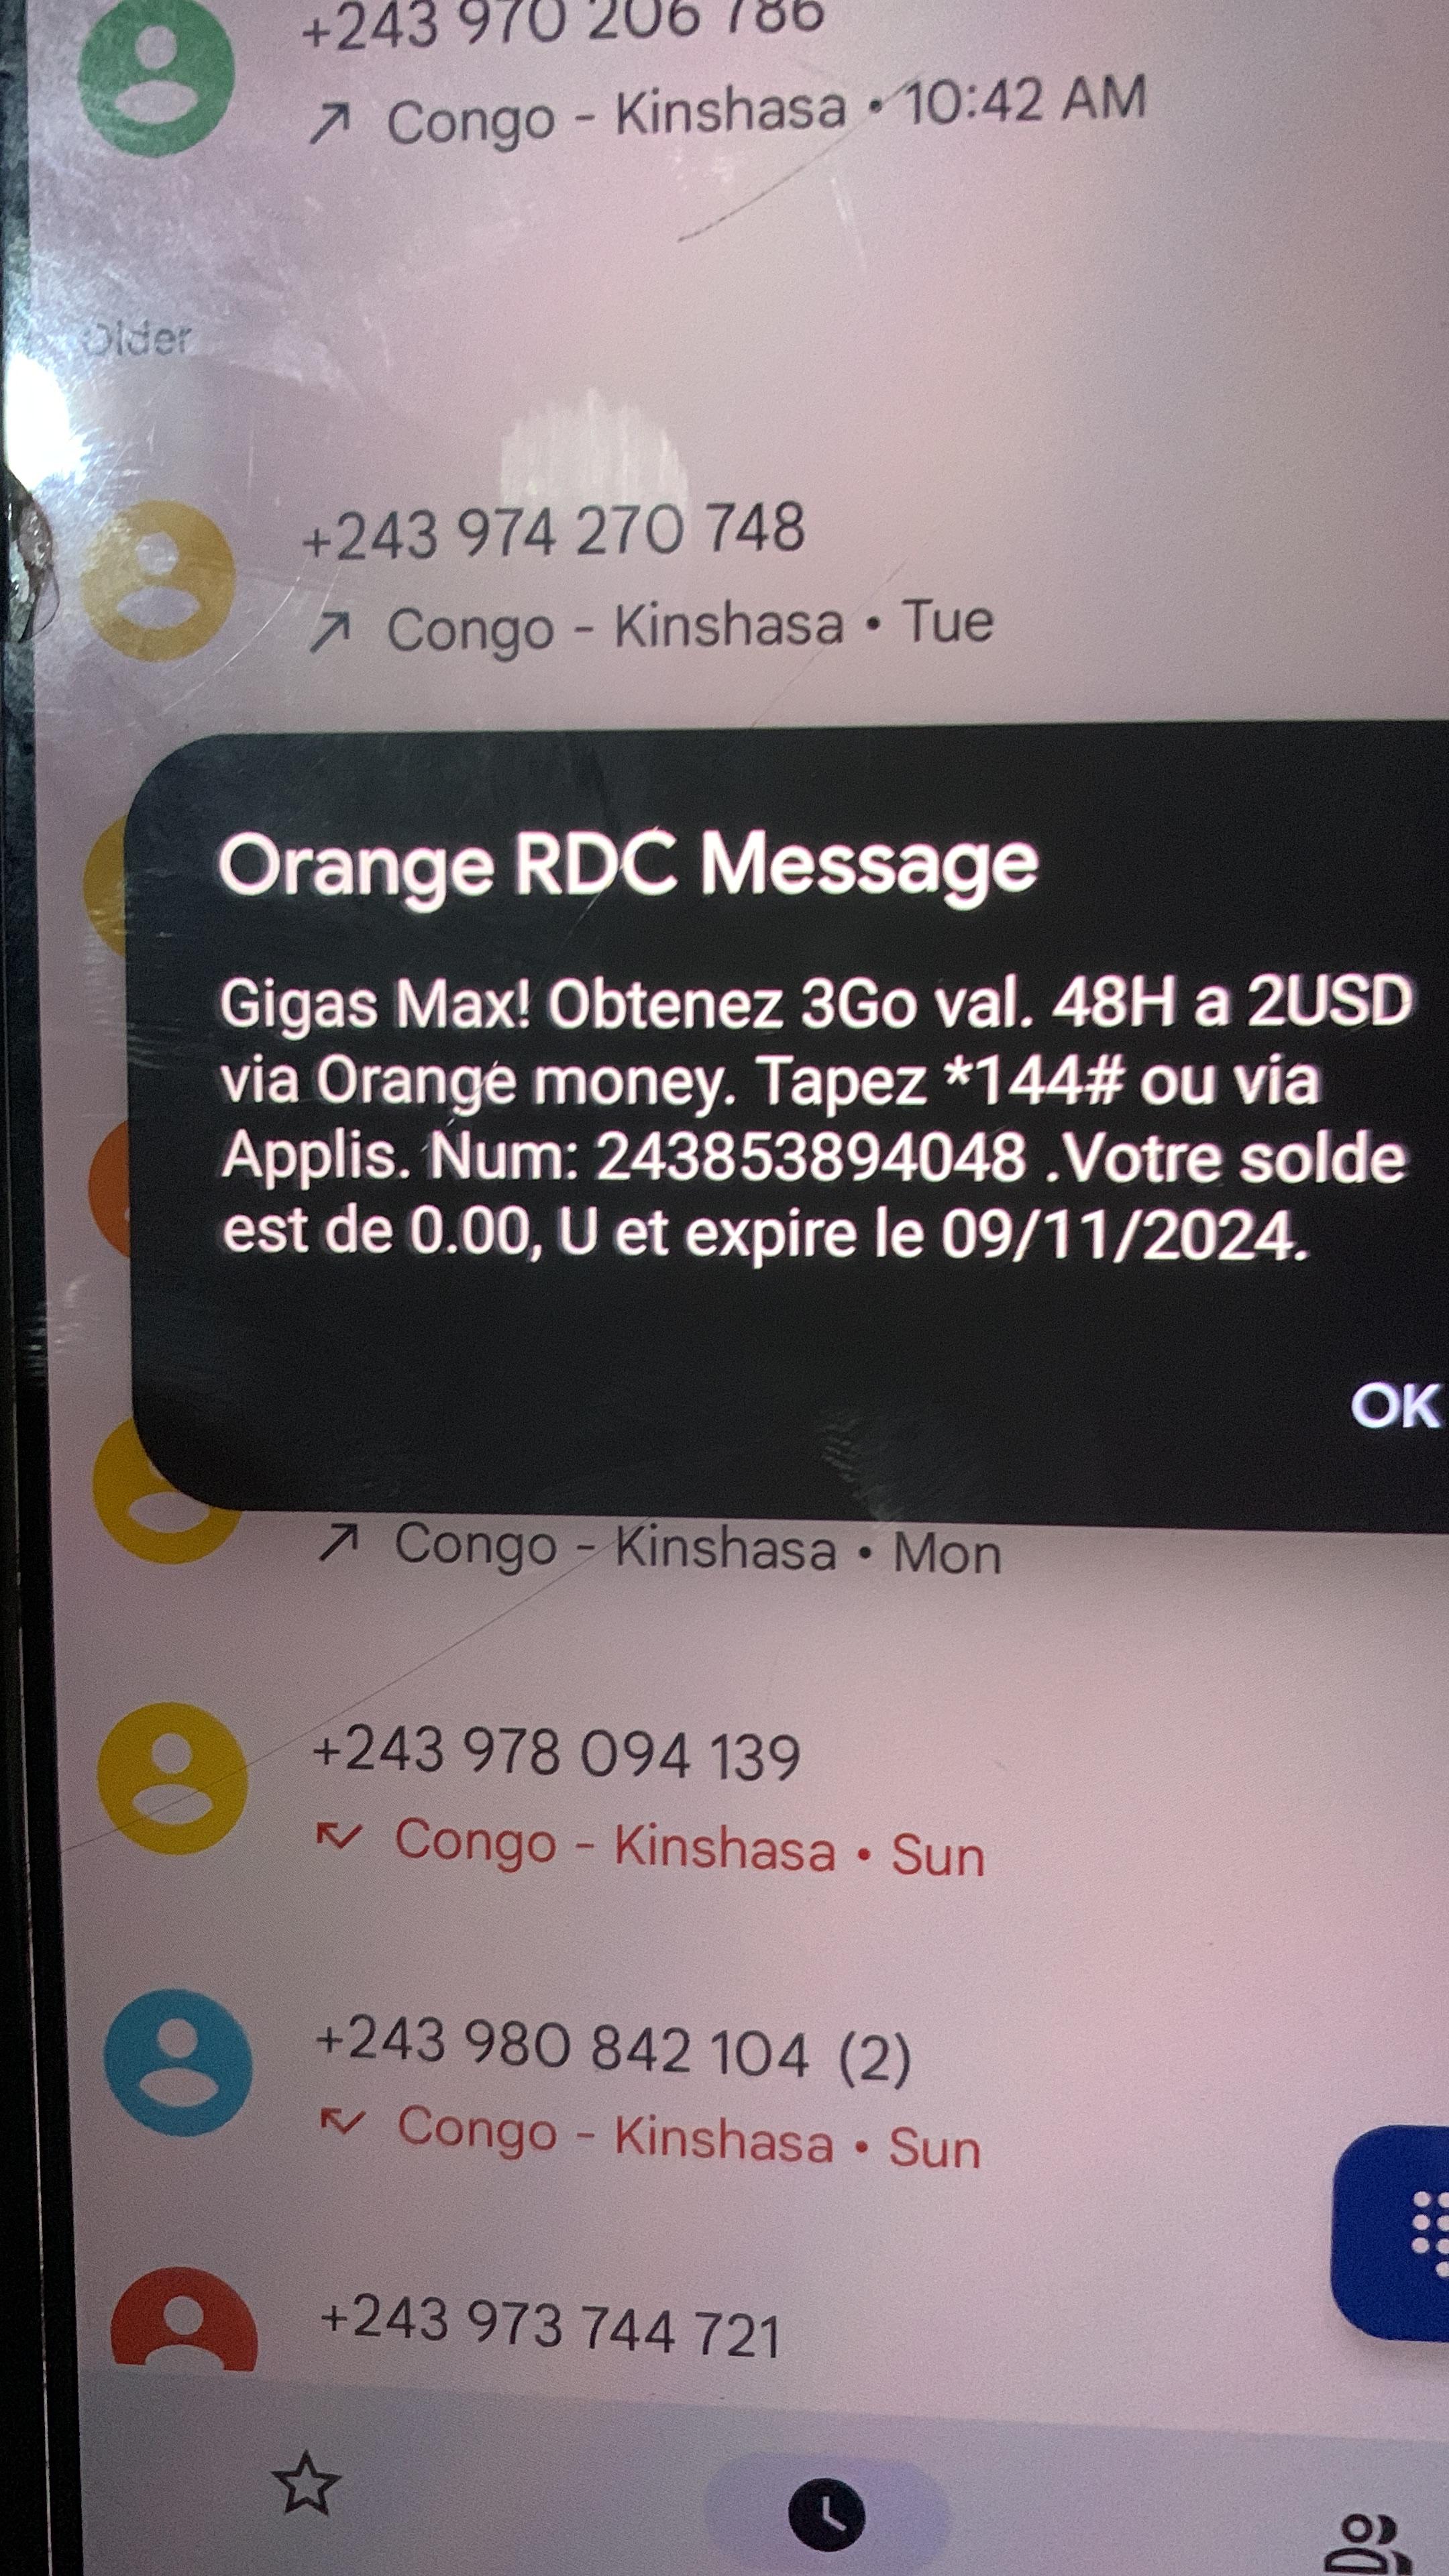 +243 970 206 786
Congo - Kinshasa • 10:42 AM
Older
+243 974 270 748
Congo - Kinshasa • Tue
Orange RDC Message
Gigas Max! Obtenez 3Go val. 48H a 2USD
via Orange money. Tapez *144# ou via
Applis. Num: 243853894048 .Votre solde
est de 0.00, U et expire le 09/11/2024.
OK
Congo - Kinshasa • Mon
+243 978 094 139
Congo - Kinshasa • Sun
+243 980 842 104 (2)
Congo - Kinshasa • Sun
+243 973 744 721